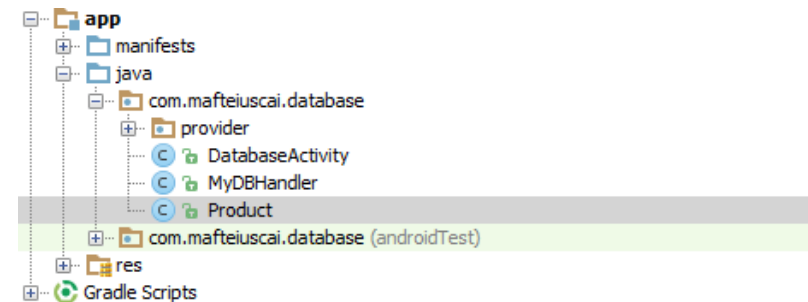 app
manifests
java
com.mafteiuscai.database
provider
DatabaseActivity
MyDBHandler
Product
com.mafteiuscai.database (androidTest)
res
Gradle Scripts